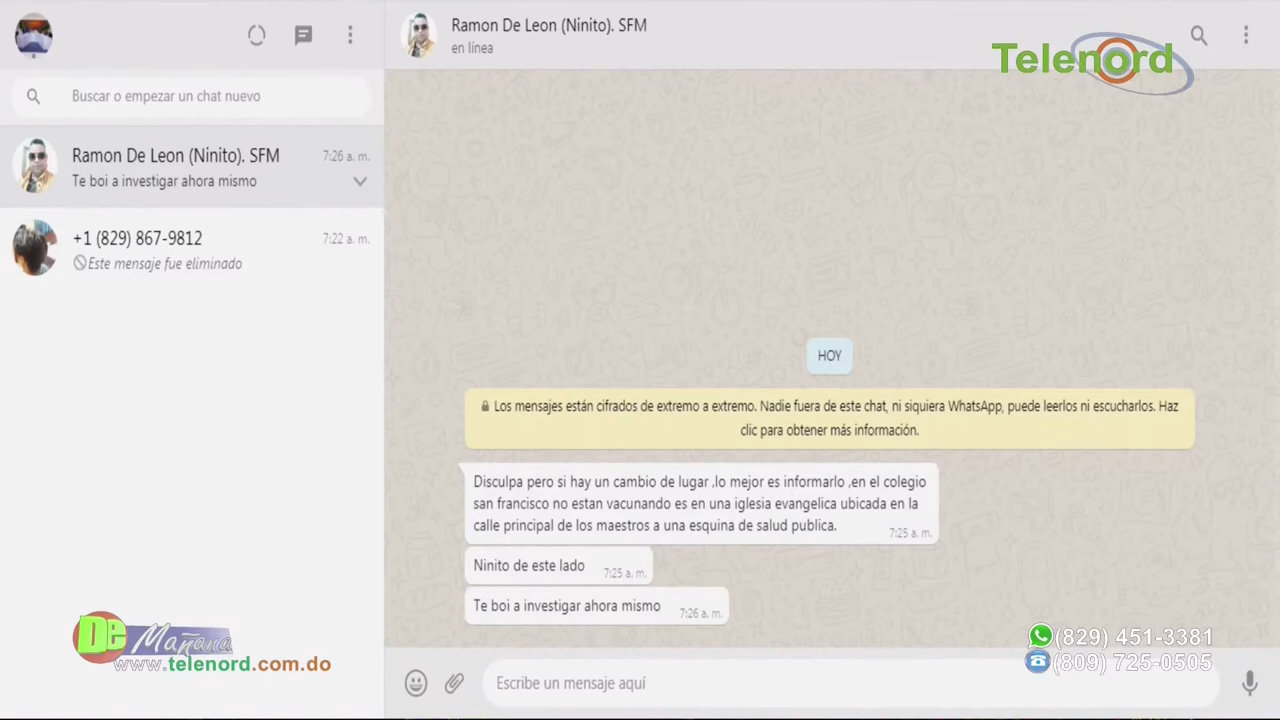 Ramon De Leon (Ninito). SFM
en línea
Telenord
Buscar o empezar un chat nuevo
Ramon De Leon (Ninito). SFM
7:26 a. m.
Te boi a investigar ahora mismo
+1 (829) 867-9812
7:22 a. m.
Este mensaje fue eliminado
HOY
Los mensajes están cifrados de extremo a extremo. Nadie fuera de este chat, ni siquiera WhatsApp, puede leerlos ni escucharlos. Haz
clic para obtener más información.
Disculpa pero si hay un cambio de lugar ,lo mejor es informarlo ,en el colegio
san francisco no estan vacunando es en una iglesia evangelica ubicada en la
calle principal de los maestros a una esquina de salud publica.
7:25 a. m.
Ninito de este lado
7:25 a. m.
Te boi a investigar ahora mismo
7:26 a. m.
De Mañana
www.telenord.com.do
(829) 451-3381
(809) 725-0505
Escribe un mensaje aquí